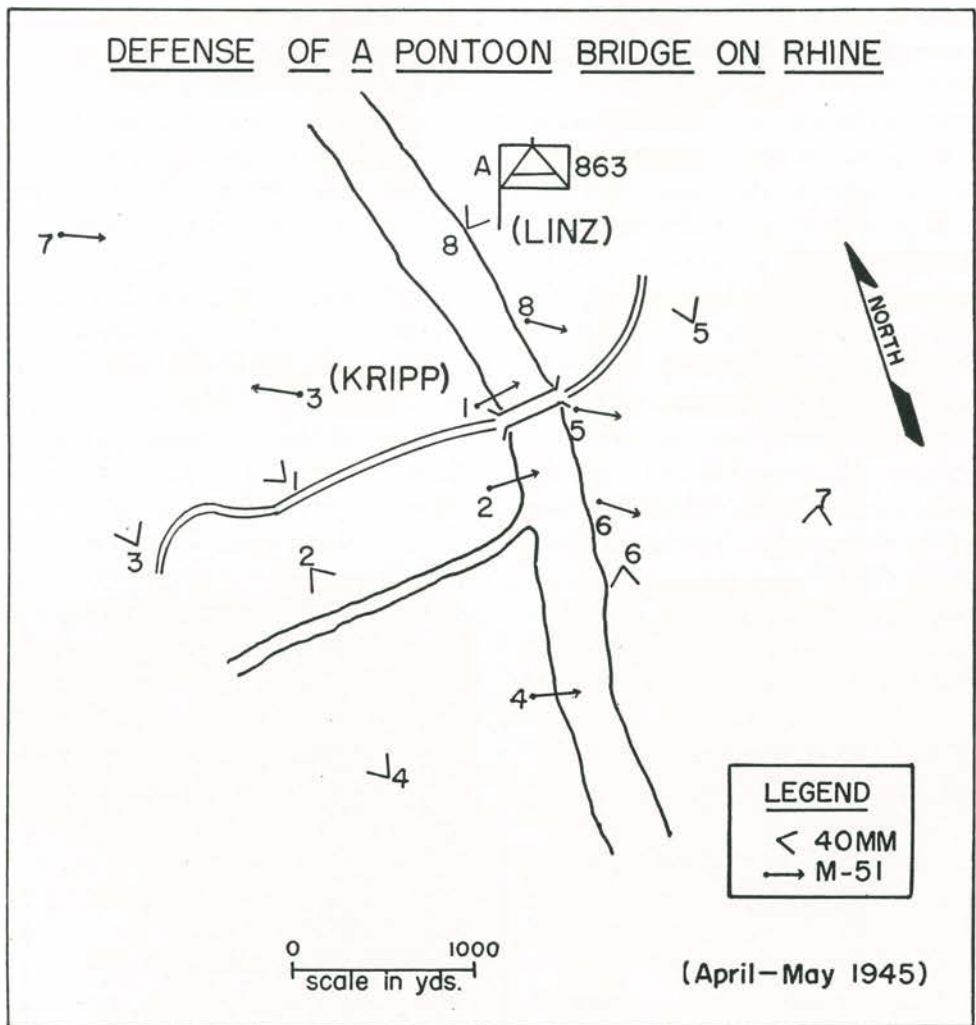 DEFENSE OF A PONTOON BRIDGE ON RHINE
A 863
8 (LINZ)
7
8
5
NORTH
3 (KRIPP)
1
5
1
2
7
6
3
2
6
4
4
LEGEND
40MM
M-51
0 1000
scale in yds.
(April–May 1945)